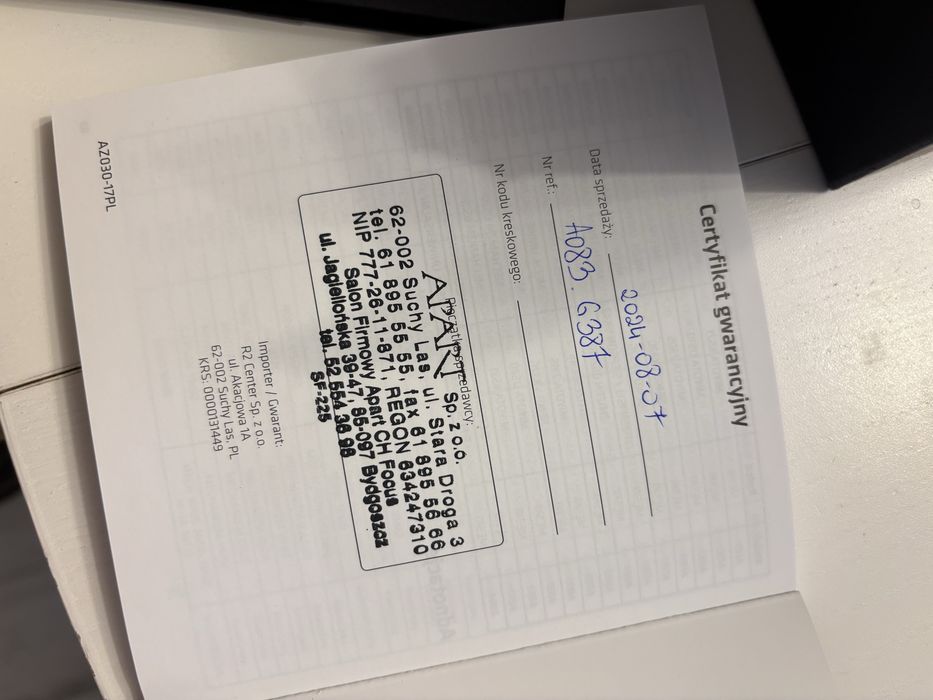 Certyfikat gwarancyjny
Data sprzedaży: 2024-08-07
Nr ref.: A083.6387
Nr kodu kreskowego:
Pieczątka sprzedawcy:
APART Sp. z o.o.
62-002 Suchy Las, ul. Stara Droga 3
tel. 61 895 55 55, fax 61 895 56 66
NIP 777-26-11-871, REGON 634247310
Salon Firmowy Apart CH Focus
ul. Jagiellońska 39-47, 85-097 Bydgoszcz
tel. 52 554 36 98
SF-225
Importer / Gwarant:
R2 Center Sp. z o.o.
ul. Akacjowa 1A
62-002 Suchy Las, PL
KRS: 0000131449
AZ030-17PL